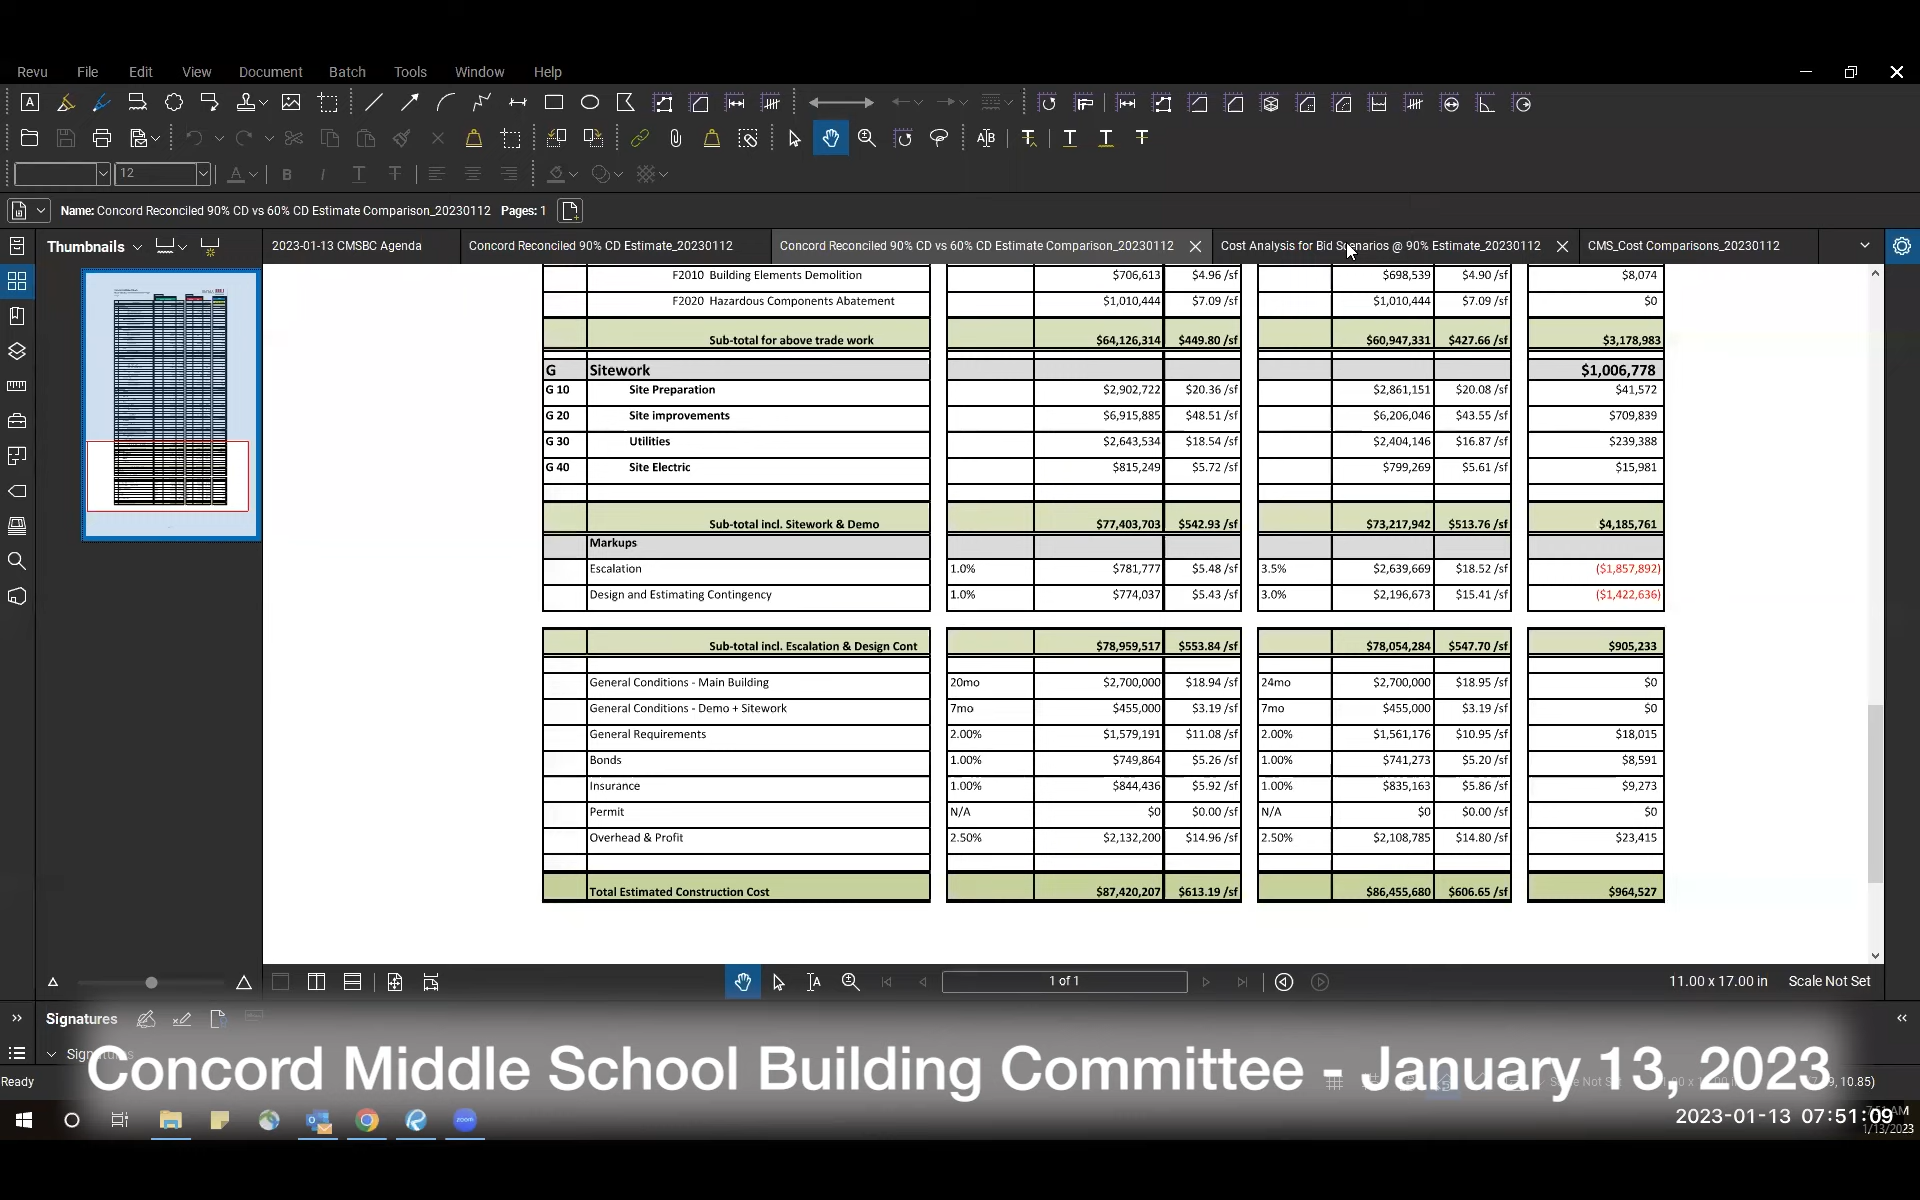 Revu File Edit View Document Batch Tools Window Help
12
Name: Concord Reconciled 90% CD vs 60% CD Estimate Comparison_20230112 Pages: 1
Thumbnails 2023-01-13 CMSBC Agenda Concord Reconciled 90% CD Estimate_20230112 Concord Reconciled 90% CD vs 60% CD Estimate Comparison_20230112 Cost Analysis for Bid Scenarios @ 90% Estimate_20230112 CMS_Cost Comparisons_20230112
F2010 Building Elements Demolition $706,613 $4.96 /sf $698,539 $4.90 /sf $8,074
F2020 Hazardous Components Abatement $1,010,444 $7.09 /sf $1,010,444 $7.09 /sf $0
Sub-total for above trade work $64,126,314 $449.80 /sf $60,947,331 $427.66 /sf $3,178,983
G Sitework $1,006,778
G 10 Site Preparation $2,902,722 $20.36 /sf $2,861,151 $20.08 /sf $41,572
G 20 Site improvements $6,915,885 $48.51 /sf $6,206,046 $43.55 /sf $709,839
G 30 Utilities $2,643,534 $18.54 /sf $2,404,146 $16.87 /sf $239,388
G 40 Site Electric $815,249 $5.72 /sf $799,269 $5.61 /sf $15,981
Sub-total incl. Sitework & Demo $77,403,703 $542.93 /sf $73,217,942 $513.76 /sf $4,185,761
Markups
Escalation 1.0% $781,777 $5.48 /sf 3.5% $2,639,669 $18.52 /sf ($1,857,892)
Design and Estimating Contingency 1.0% $774,037 $5.43 /sf 3.0% $2,196,673 $15.41 /sf ($1,422,636)
Sub-total incl. Escalation & Design Cont $78,959,517 $553.84 /sf $78,054,284 $547.70 /sf $905,233
General Conditions - Main Building 20mo $2,700,000 $18.94 /sf 24mo $2,700,000 $18.95 /sf $0
General Conditions - Demo + Sitework 7mo $455,000 $3.19 /sf 7mo $455,000 $3.19 /sf $0
General Requirements 2.00% $1,579,191 $11.08 /sf 2.00% $1,561,176 $10.95 /sf $18,015
Bonds 1.00% $749,864 $5.26 /sf 1.00% $741,273 $5.20 /sf $8,591
Insurance 1.00% $844,436 $5.92 /sf 1.00% $835,163 $5.86 /sf $9,273
Permit N/A $0 $0.00 /sf N/A $0 $0.00 /sf $0
Overhead & Profit 2.50% $2,132,200 $14.96 /sf 2.50% $2,108,785 $14.80 /sf $23,415
Total Estimated Construction Cost $87,420,207 $613.19 /sf $86,455,680 $606.65 /sf $964,527
1 of 1 11.00 x 17.00 in Scale Not Set
Signatures
Signatures
Concord Middle School Building Committee - January 13, 2023
Ready
2023-01-13 07:51:09
1/13/2023